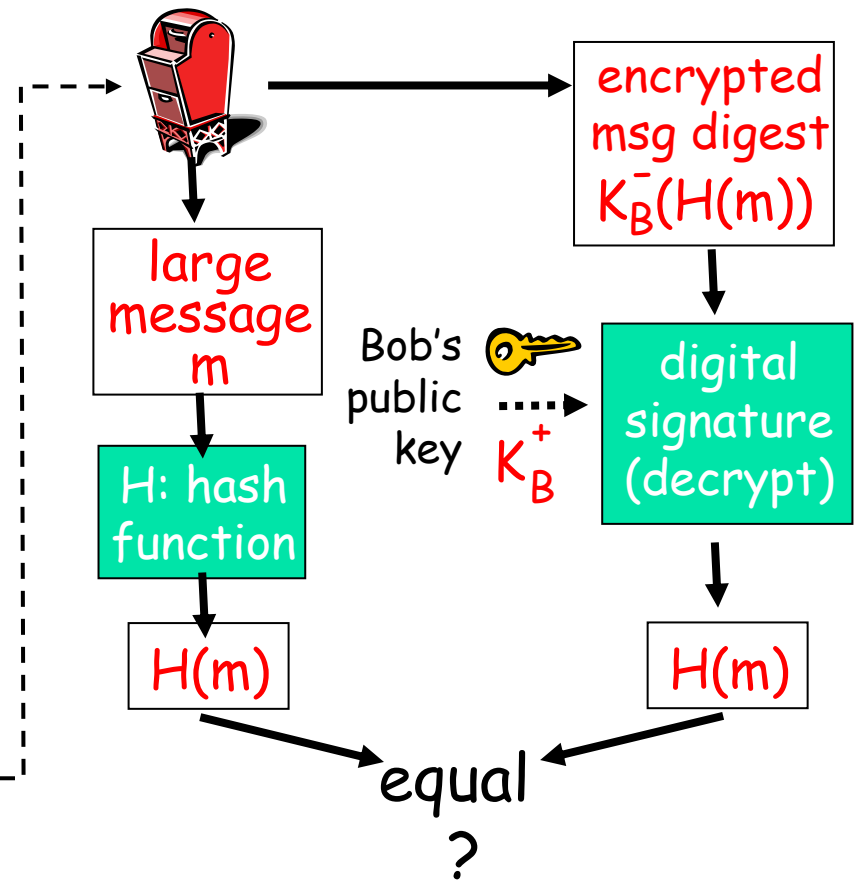 encrypted
msg digest
K_B^-(H(m))
large
message
m
Bob's
public
key
K_B^+
digital
signature
(decrypt)
H: hash
function
H(m)
H(m)
equal
?